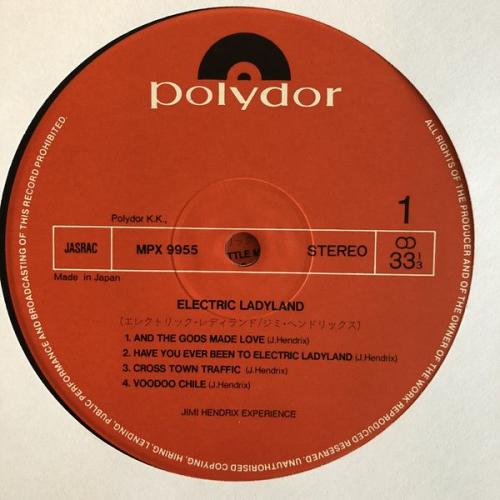 polydor
ALL RIGHTS OF THE PRODUCER AND OF THE OWNER OF THE WORK REPRODUCED RESERVED. UNAUTHORISED COPYING, HIRING, LENDING, PUBLIC PERFORMANCE AND BROADCASTING OF THIS RECORD PROHIBITED.
Polydor K.K.,
1
JASRAC
MPX 9955
STEREO
33 1/3
Made in Japan
ELECTRIC LADYLAND
(エレクトリック・レディランド/ジミ・ヘンドリックス)
1. AND THE GODS MADE LOVE (J.Hendrix)
2. HAVE YOU EVER BEEN TO ELECTRIC LADYLAND (J.Hendrix)
3. CROSS TOWN TRAFFIC (J.Hendrix)
4. VOODOO CHILE (J.Hendrix)
JIMI HENDRIX EXPERIENCE